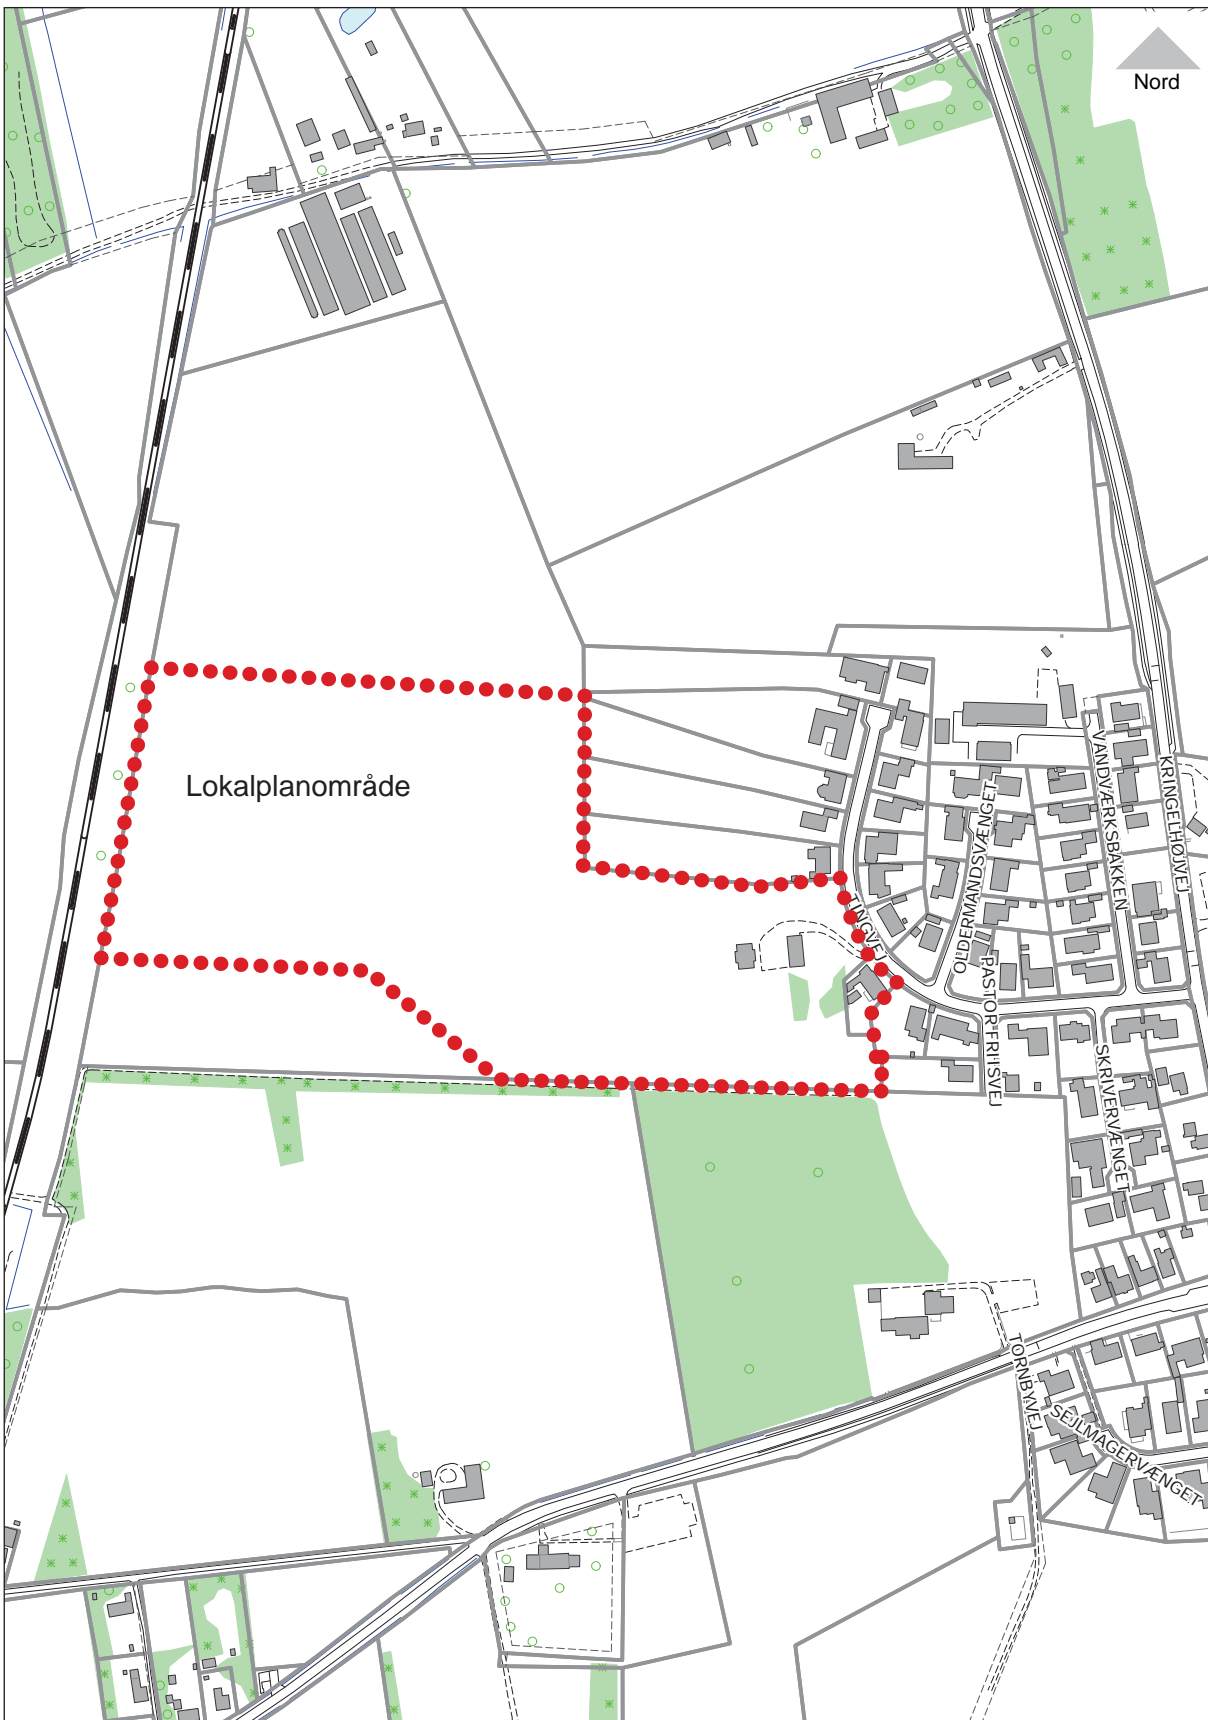 Nord
Lokalplanområde
KRINGELHØJVEJ
VANDVÆRKSBAKKEN
OLDERMANDSVÆNGET
TINGVEJ
PASTOR FRIISVEJ
SKRIVERVÆNGET
TORNBYVEJ
SEJLMAGERVÆNGET